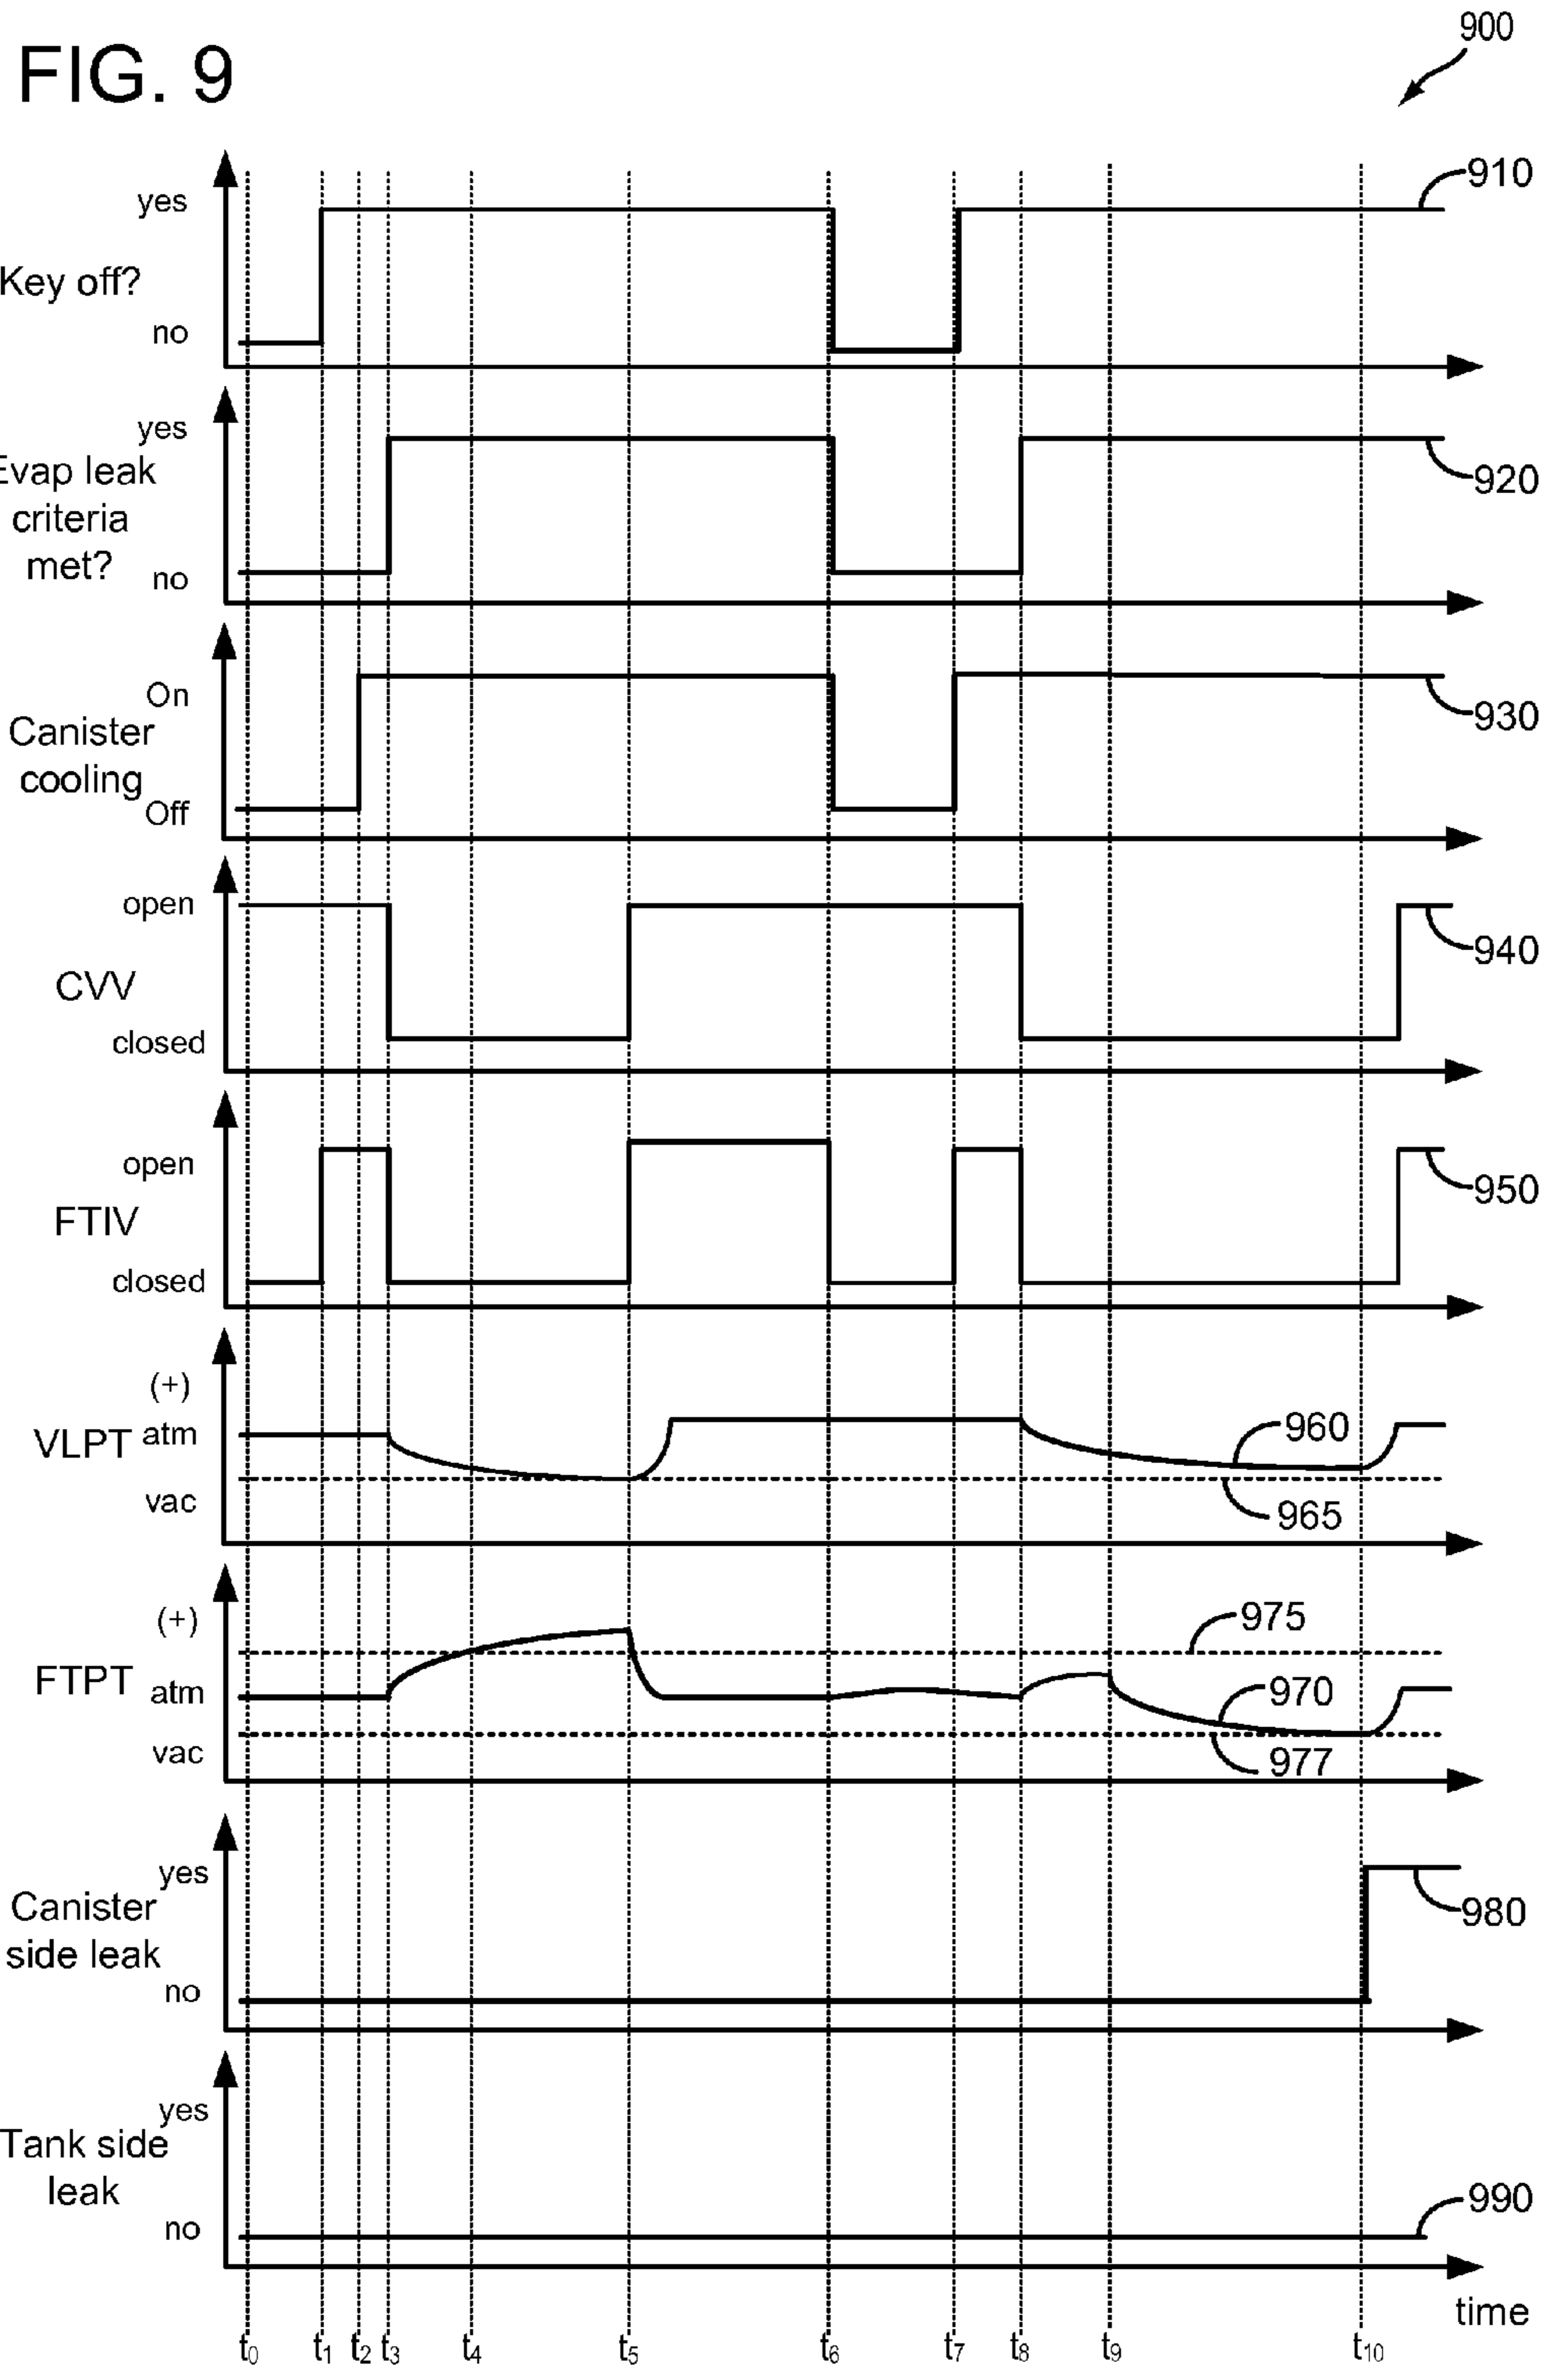 FIG. 9
900
yes
Key off?
no
910
yes
Evap leak
criteria
met?
no
920
On
Canister
cooling
Off
930
open
CVV
closed
940
open
FTIV
closed
950
(+)
VLPT atm
vac
960
965
(+)
FTPT atm
vac
975
970
977
yes
Canister
side leak
no
980
yes
Tank side
leak
no
990
time
t0 t1 t2 t3 t4 t5 t6 t7 t8 t9 t10